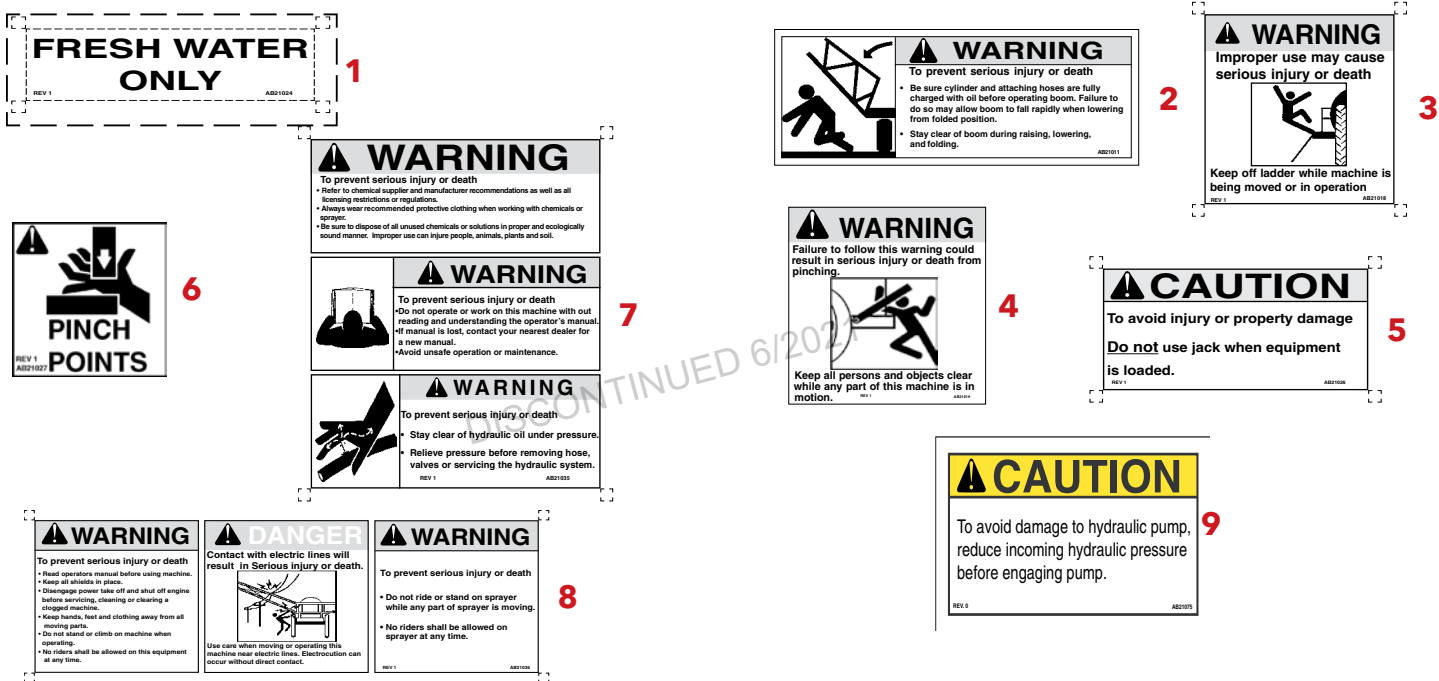 FRESH WATER
ONLY
REV 1 AB21024
1
WARNING
To prevent serious injury or death
• Be sure cylinder and attaching hoses are fully
charged with oil before operating boom. Failure to
do so may allow boom to fall rapidly when lowering
from folded position.
• Stay clear of boom during raising, lowering,
and folding.
AB21011
2
WARNING
Improper use may cause
serious injury or death
Keep off ladder while machine is
being moved or in operation
REV 1 AB21018
3
WARNING
To prevent serious injury or death
• Refer to chemical supplier and manufacturer recommendations as well as all
licensing restrictions or regulations.
• Always wear recommended protective clothing when working with chemicals or
sprayer.
• Be sure to dispose of all unused chemicals or solutions in proper and ecologically
sound manner. Improper use can injure people, animals, plants and soil.
WARNING
To prevent serious injury or death
•Do not operate or work on this machine with out
reading and understanding the operator's manual.
•If manual is lost, contact your nearest dealer for
a new manual.
•Avoid unsafe operation or maintenance.
WARNING
To prevent serious injury or death
• Stay clear of hydraulic oil under pressure.
• Relieve pressure before removing hose,
valves or servicing the hydraulic system.
REV 1 AB21035
7
WARNING
Failure to follow this warning could
result in serious injury or death from
pinching.
Keep all persons and objects clear
while any part of this machine is in
motion.
REV 1
4
CAUTION
To avoid injury or property damage
Do not use jack when equipment
is loaded.
REV 1
5
PINCH
POINTS
REV 1
AB21027
6
DISCONTINUED 6/2021
WARNING
To prevent serious injury or death
• Read operators manual before using machine.
• Keep all shields in place.
• Disengage power take off and shut off engine
before servicing, cleaning or clearing a
clogged machine.
• Keep hands, feet and clothing away from all
moving parts.
• Do not stand or climb on machine when
operating.
• No riders shall be allowed on this equipment
at any time.
DANGER
Contact with electric lines will
result in Serious injury or death.
Use care when moving or operating this
machine near electric lines. Electrocution can
occur without direct contact.
WARNING
To prevent serious injury or death
• Do not ride or stand on sprayer
while any part of sprayer is moving.
• No riders shall be allowed on
sprayer at any time.
REV 1 AB21036
8
CAUTION
To avoid damage to hydraulic pump,
reduce incoming hydraulic pressure
before engaging pump.
REV. 0 AB21075
9